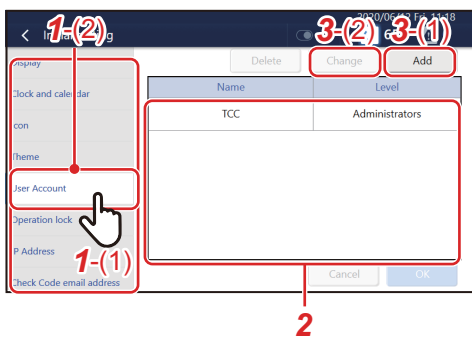 2020/06/12 Fri 11:18
1-(2)
3-(2)
3-(1)
Display
Delete
Change
Add
Name
Level
Clock and calendar
TCC
Administrators
Icon
Theme
User Account
Operation lock
IP Address
1-(1)
Check Code email address
Cancel
OK
2